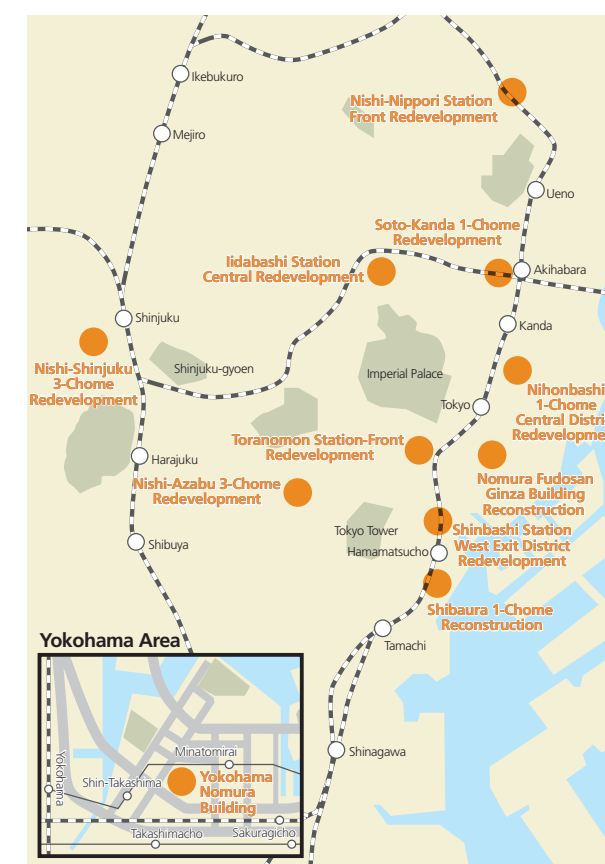 Ikebukuro
Nishi-Nippori Station
Front Redevelopment
Mejiro
Ueno
Soto-Kanda 1-Chome
Redevelopment
Iidabashi Station
Central Redevelopment
Akihabara
Shinjuku
Kanda
Nishi-Shinjuku
3-Chome
Redevelopment
Shinjuku-gyoen
Imperial Palace
Nihonbashi
1-Chome
Central Distri
Redevelopme
Tokyo
Toranomon Station-Front
Redevelopment
Harajuku
Nishi-Azabu 3-Chome
Redevelopment
Nomura Fudosan
Ginza Building
Reconstruction
Tokyo Tower
Shinbashi Station
West Exit District
Redevelopment
Shibuya
Hamamatsucho
Shibaura 1-Chome
Reconstruction
Tamachi
Shinagawa
Yokohama Area
Yokohama
Minatomirai
Shin-Takashima
Yokohama
Nomura
Building
Takashimacho
Sakuragicho